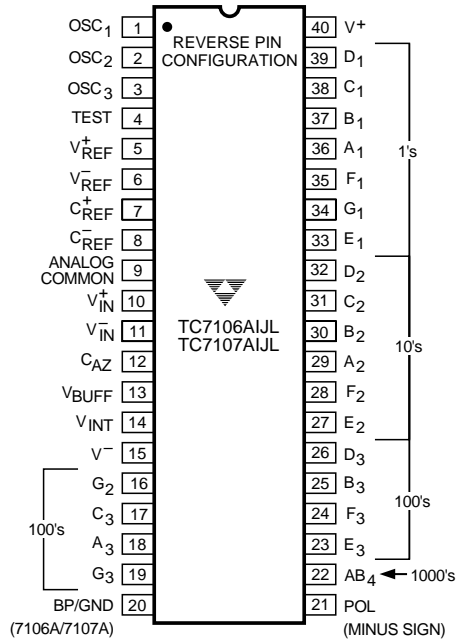 OSC1 1
OSC2 2
OSC3 3
TEST 4
V+REF 5
V−REF 6
C+REF 7
C−REF 8
ANALOG
COMMON 9
V+IN 10
V−IN 11
CAZ 12
VBUFF 13
VINT 14
V− 15
G2 16
C3 17
A3 18
G3 19
BP/GND 20
(7106A/7107A)
100's
REVERSE PIN
CONFIGURATION
TC7106AIJL
TC7107AIJL
40 V+
39 D1
38 C1
37 B1
36 A1
35 F1
34 G1
33 E1
32 D2
31 C2
30 B2
29 A2
28 F2
27 E2
26 D3
25 B3
24 F3
23 E3
22 AB4 1000's
21 POL
(MINUS SIGN)
1's
10's
100's